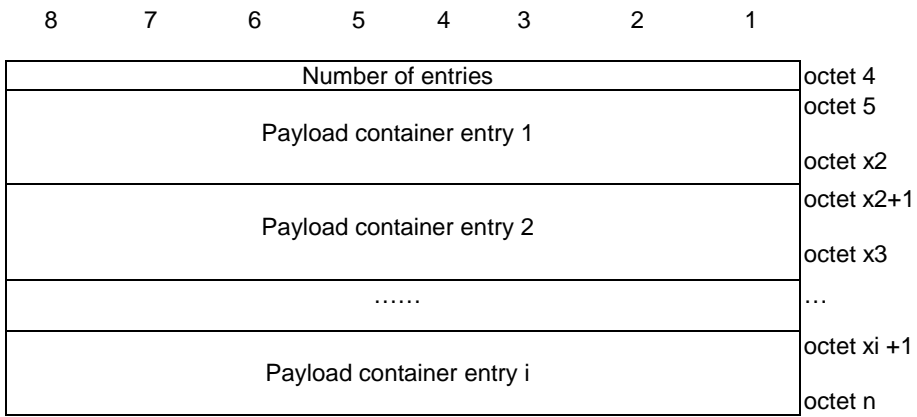 8 7 6 5 4 3 2 1
Number of entries octet 4
octet 5
Payload container entry 1
octet x2
octet x2+1
Payload container entry 2
octet x3
…… …
octet xi +1
Payload container entry i
octet n